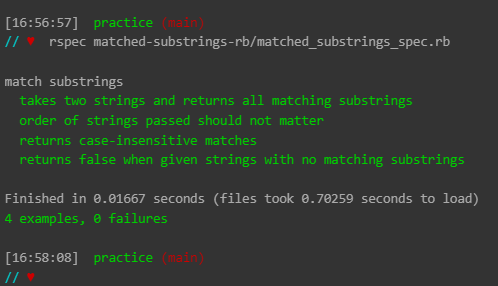 [16:56:57] practice (main)
// ♥ rspec matched-substrings-rb/matched_substrings_spec.rb
match substrings
takes two strings and returns all matching substrings
order of strings passed should not matter
returns case-insensitive matches
returns false when given strings with no matching substrings
Finished in 0.01667 seconds (files took 0.70259 seconds to load)
4 examples, 0 failures
[16:58:08] practice (main)
// ♥